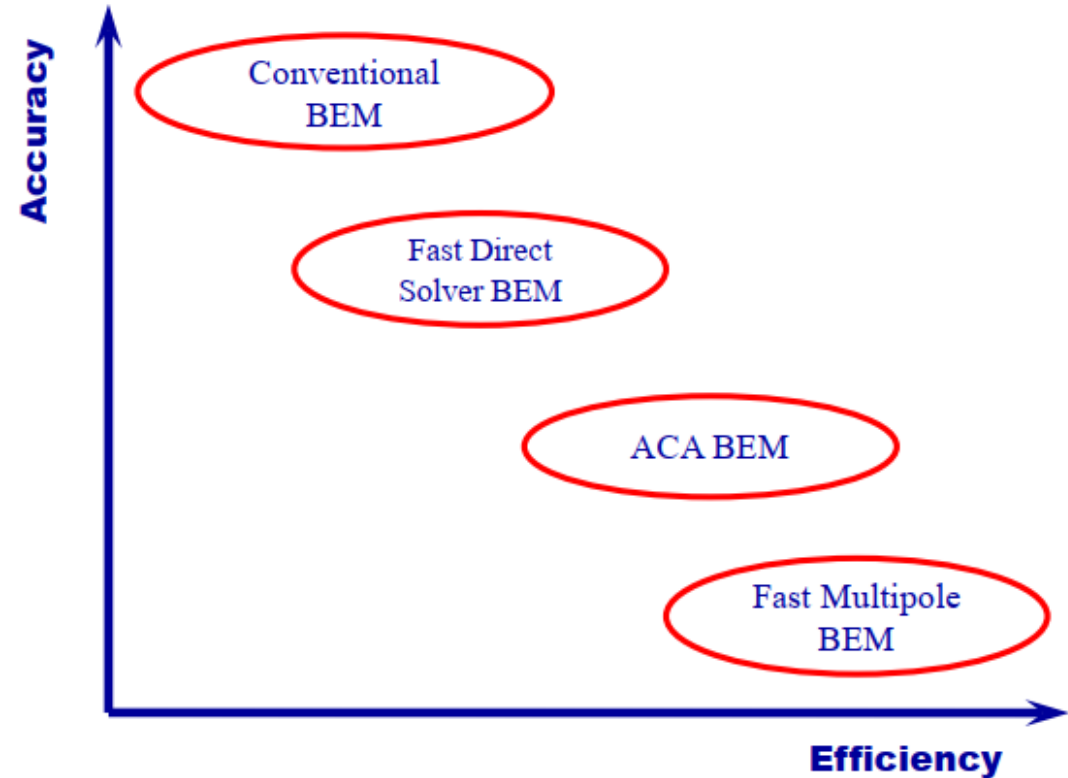 Accuracy
Conventional
BEM
Fast Direct
Solver BEM
ACA BEM
Fast Multipole
BEM
Efficiency